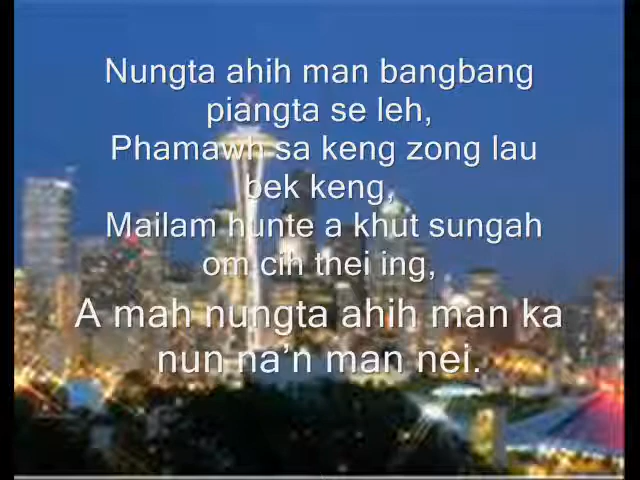 Nungta ahih man bangbang
piangta se leh,
Phamawh sa keng zong lau
bek keng,
Mailam hunte a khut sungah
om cih thei ing,
A mah nungta ahih man ka
nun na'n man nei.